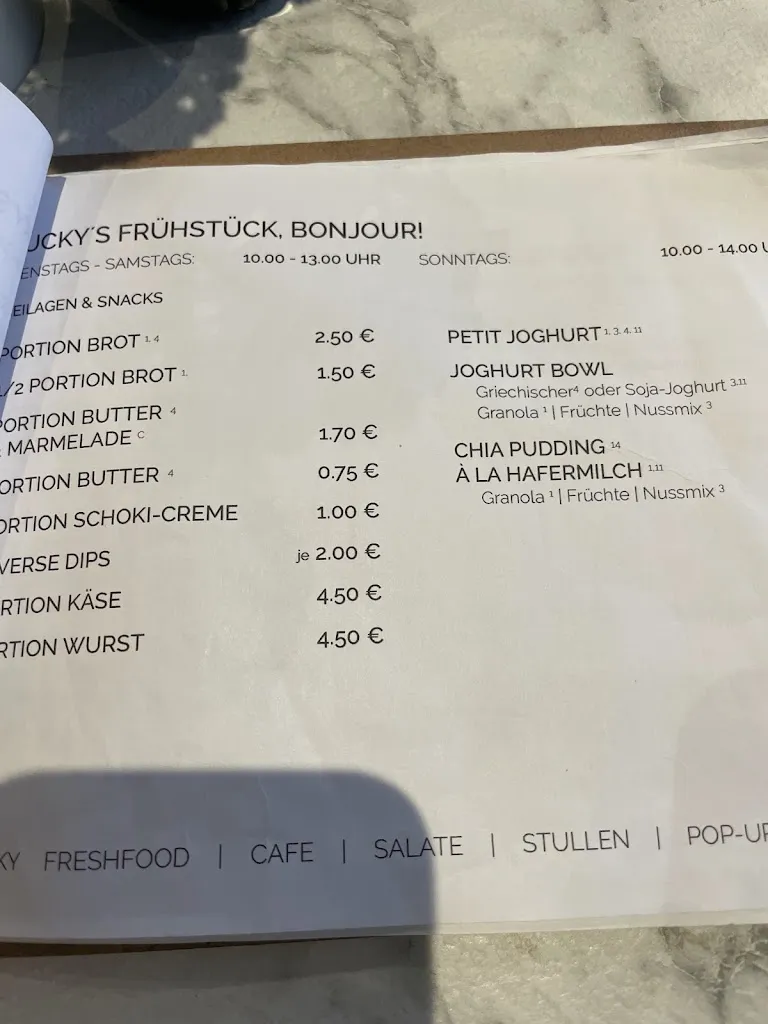 UCKY´S FRÜHSTÜCK, BONJOUR!
ENSTAGS - SAMSTAGS: 10.00 - 13.00 UHR SONNTAGS: 10.00 - 14.00 U
EILAGEN & SNACKS
PORTION BROT 1, 4 2.50 €
1/2 PORTION BROT 1. 1.50 €
PORTION BUTTER 4
& MARMELADE C 1.70 €
ORTION BUTTER 4 0.75 €
ORTION SCHOKI-CREME 1.00 €
VERSE DIPS je 2.00 €
RTION KÄSE 4.50 €
RTION WURST 4.50 €
PETIT JOGHURT 1, 3, 4, 11
JOGHURT BOWL
Griechischer4 oder Soja-Joghurt 3,11
Granola 1 | Früchte | Nussmix 3
CHIA PUDDING 14
À LA HAFERMILCH 1,11
Granola 1 | Früchte | Nussmix 3
KY FRESHFOOD | CAFE | SALATE | STULLEN | POP-UP